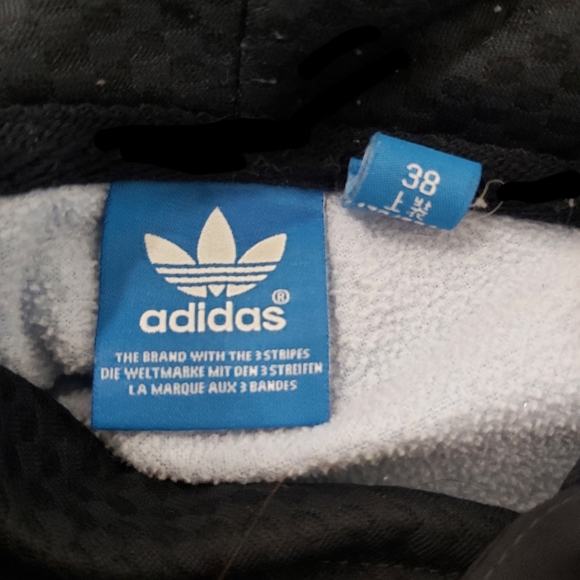 adidas®
THE BRAND WITH THE 3 STRIPES
DIE WELTMARKE MIT DEN 3 STREIFEN
LA MARQUE AUX 3 BANDES
38